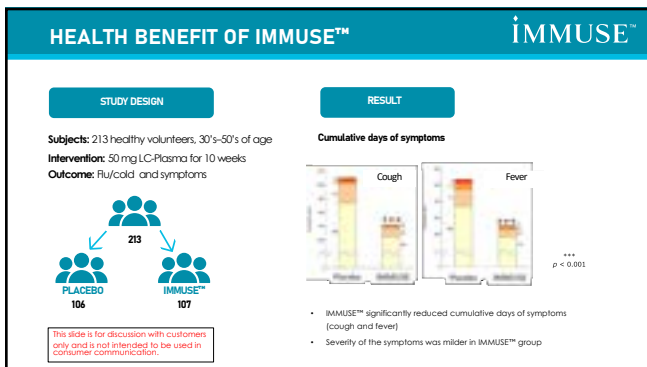 HEALTH BENEFIT OF IMMUSE™
IMMUSE™
STUDY DESIGN
Subjects: 213 healthy volunteers, 30's–50's of age
Intervention: 50 mg LC-Plasma for 10 weeks
Outcome: Flu/cold and symptoms
213
PLACEBO
IMMUSE™
106
107
This slide is for discussion with customers
only and is not intended to be used in
consumer communication.
RESULT
Cumulative days of symptoms
Cough
***
Placebo
IMMUSE
Fever
***
Placebo
IMMUSE
***
p < 0.001
• IMMUSE™ significantly reduced cumulative days of symptoms
(cough and fever)
• Severity of the symptoms was milder in IMMUSE™ group